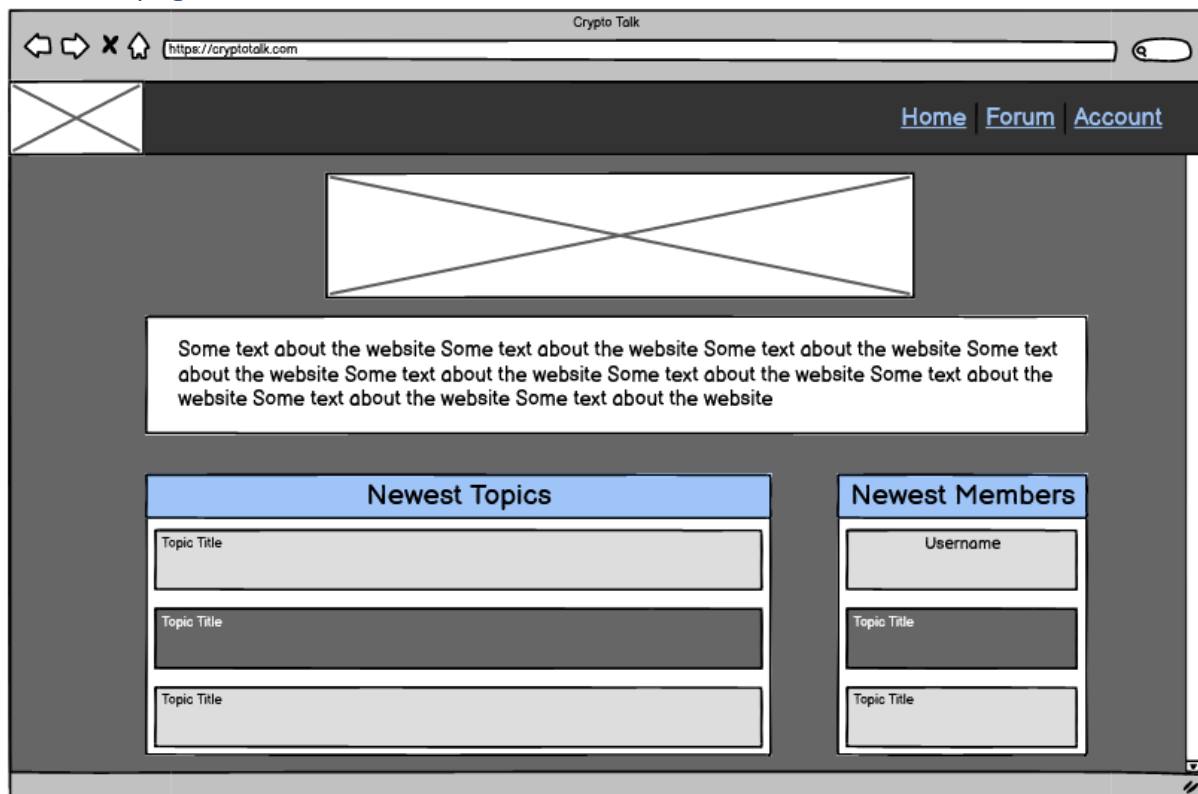 Crypto Talk
https://cryptotalk.com
Home Forum Account
Some text about the website Some text about the website Some text about the website Some text
about the website Some text about the website Some text about the website Some text about the
website Some text about the website Some text about the website
Newest Topics
Topic Title
Topic Title
Topic Title
Newest Members
Username
Topic Title
Topic Title